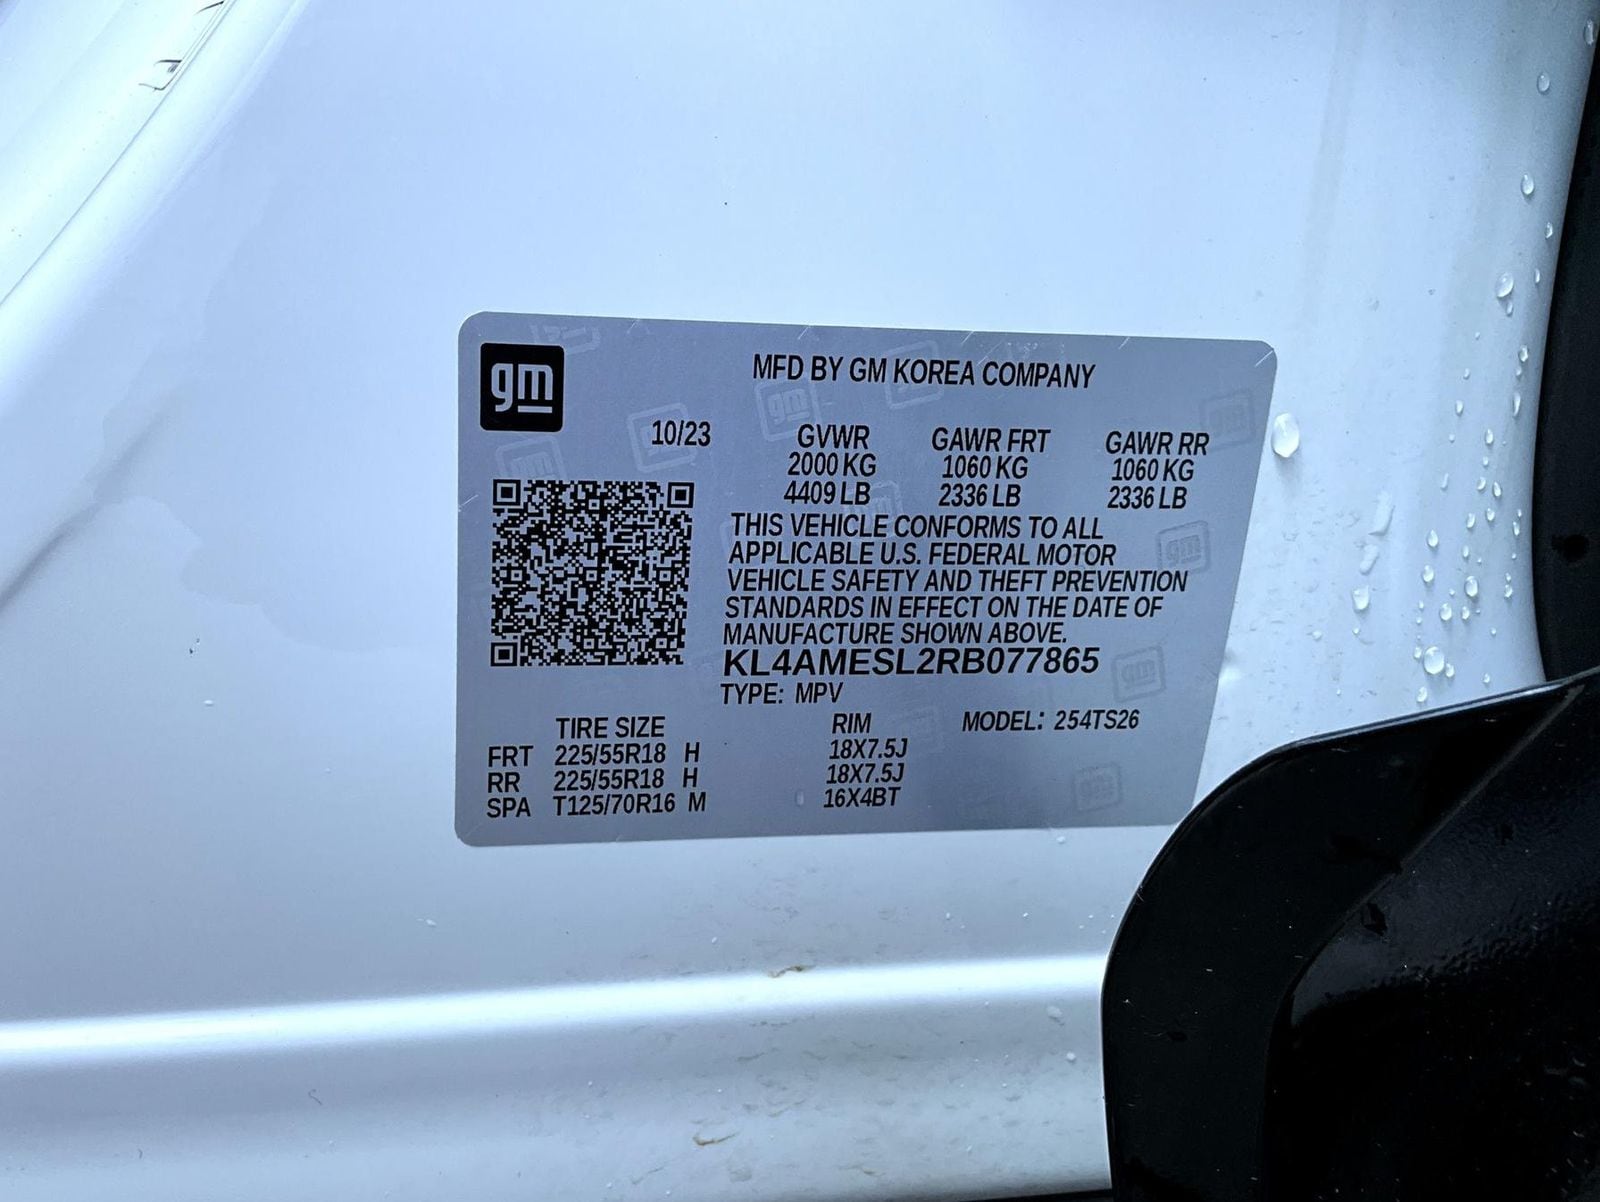 gm
MFD BY GM KOREA COMPANY
10/23 GVWR GAWR FRT GAWR RR
2000 KG 1060 KG 1060 KG
4409 LB 2336 LB 2336 LB
THIS VEHICLE CONFORMS TO ALL
APPLICABLE U.S. FEDERAL MOTOR
VEHICLE SAFETY AND THEFT PREVENTION
STANDARDS IN EFFECT ON THE DATE OF
MANUFACTURE SHOWN ABOVE.
KL4AMESL2RB077865
TYPE: MPV
TIRE SIZE RIM MODEL: 254TS26
FRT 225/55R18 H 18X7.5J
RR 225/55R18 H 18X7.5J
SPA T125/70R16 M 16X4BT